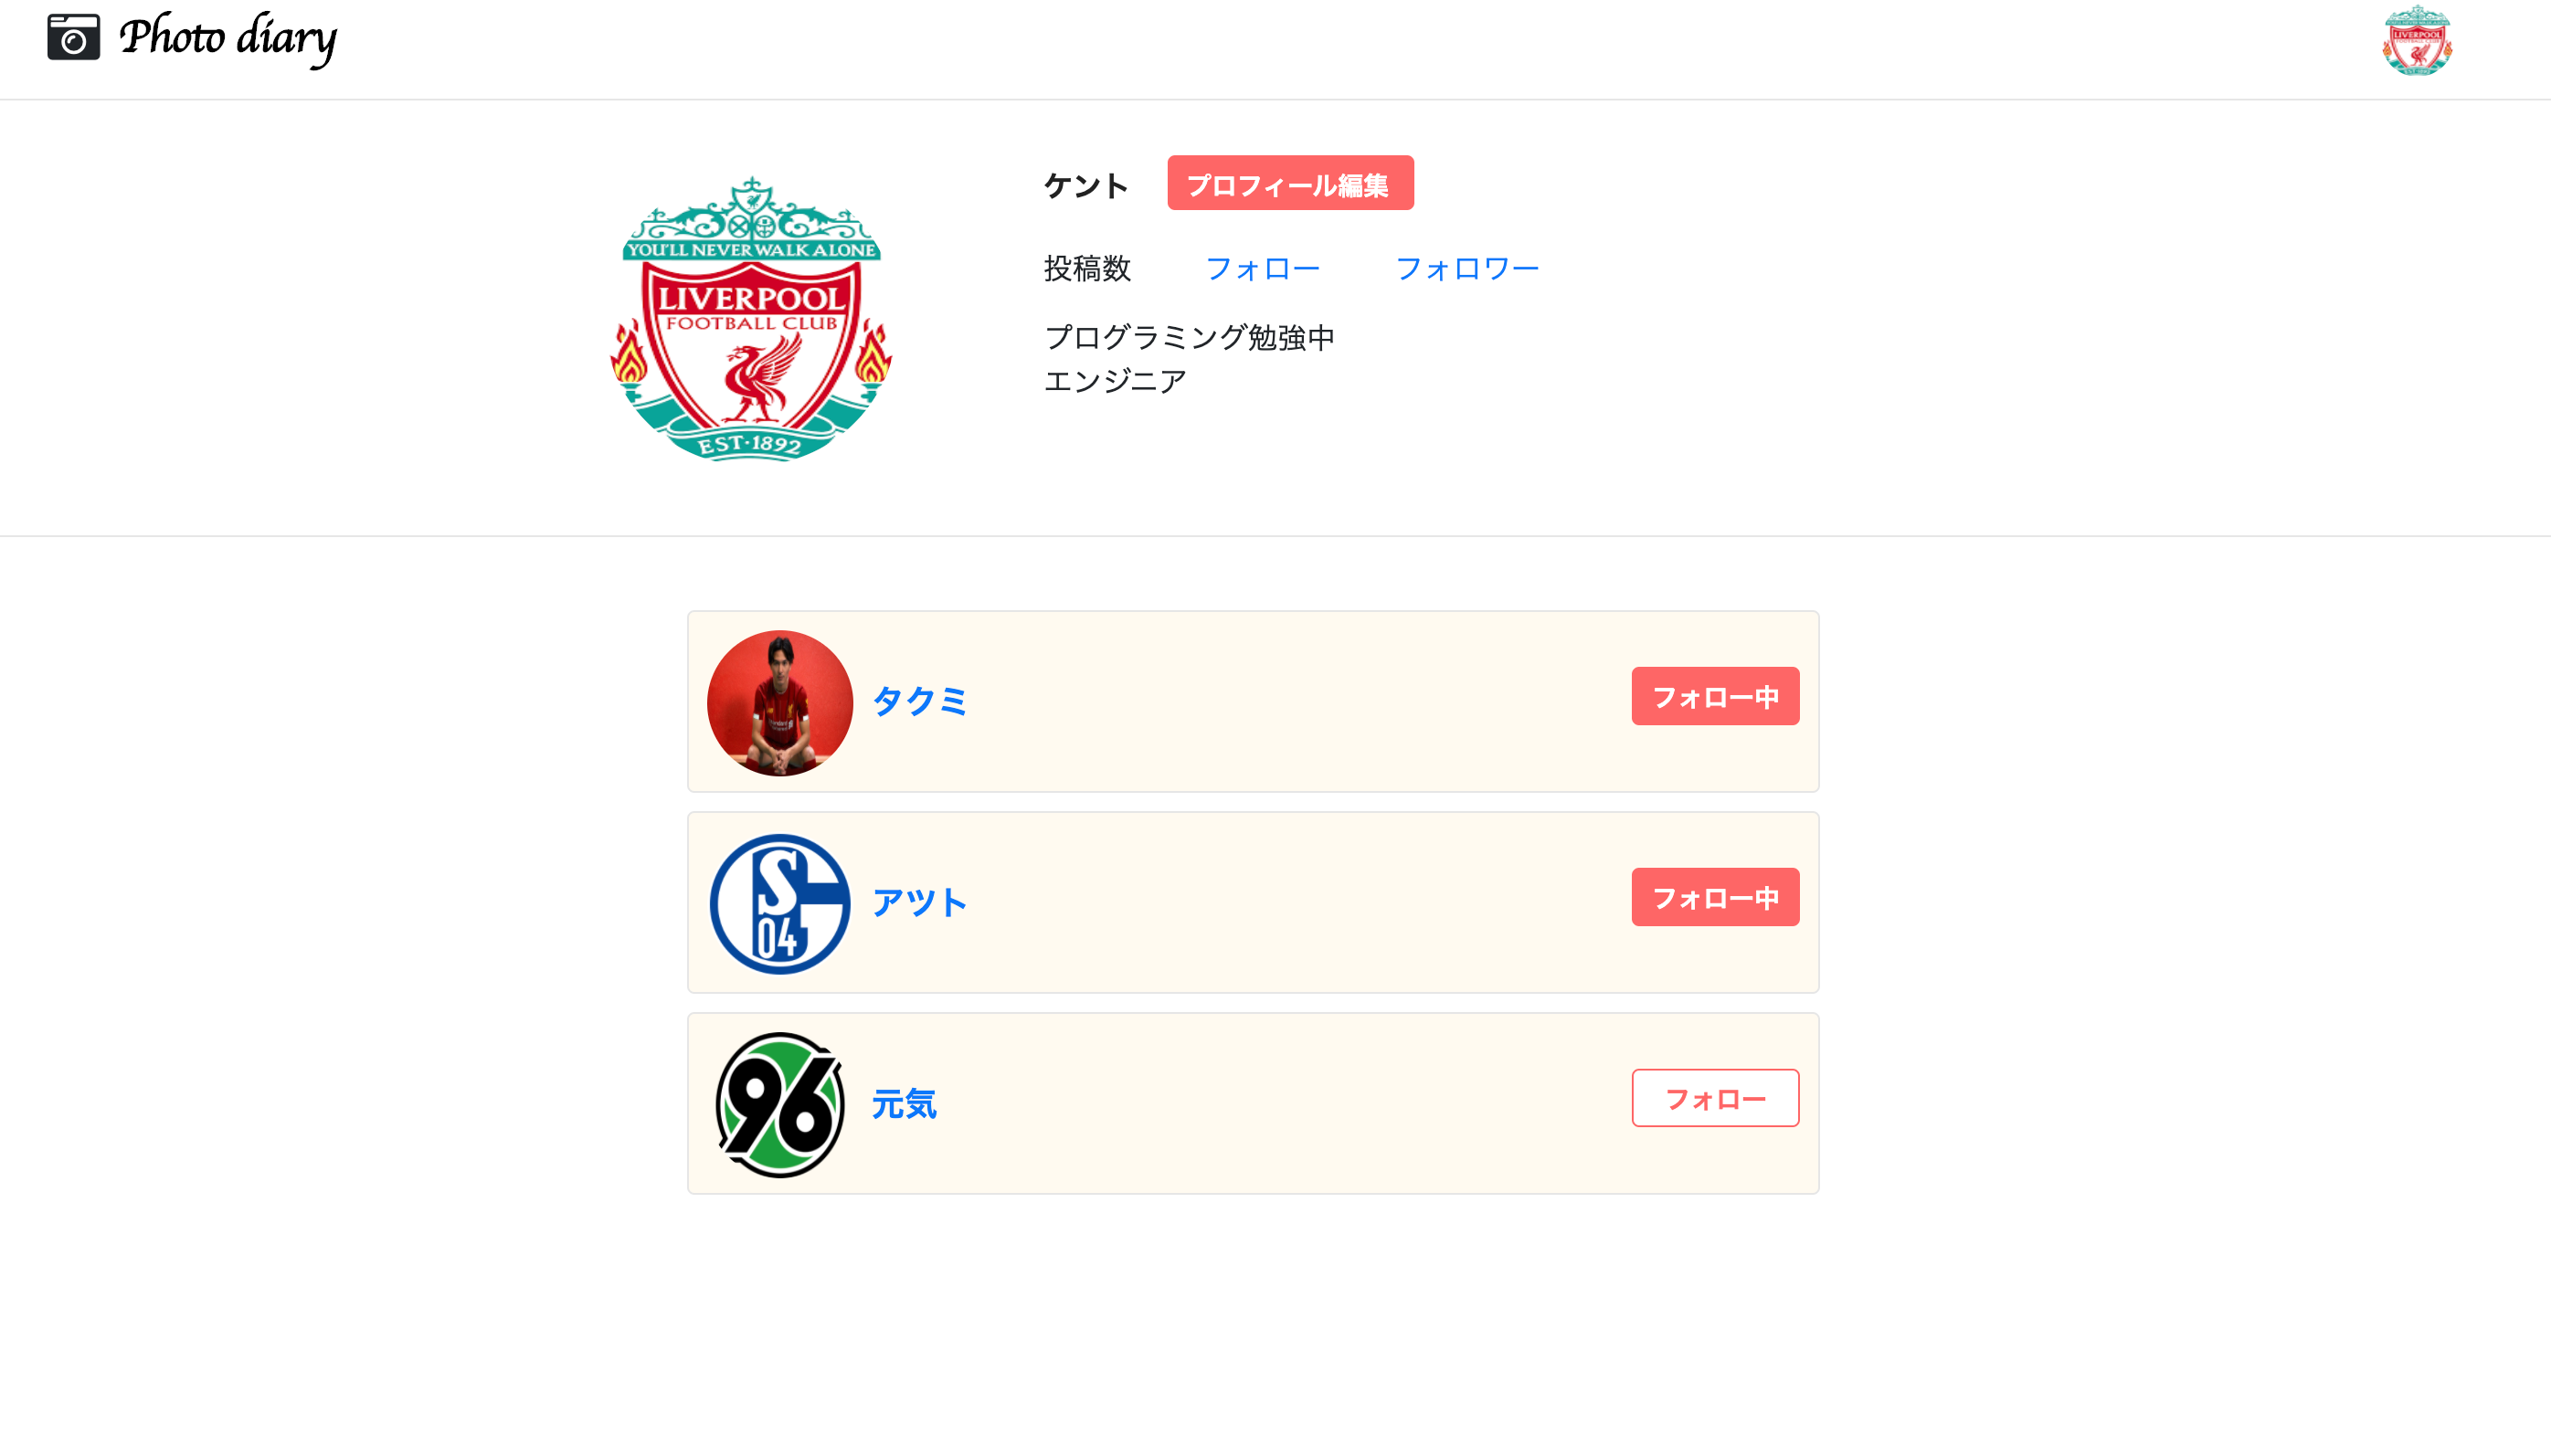 Photo diary
LIVERPOOL
ケント
プロフィール編集
YOU'LL NEVER WALK ALONE
LIVERPOOL
FOOTBALL CLUB
EST·1892
投稿数
フォロー
フォロワー
プログラミング勉強中
エンジニア
タクミ
フォロー中
S
04
アツト
フォロー中
96
元気
フォロー